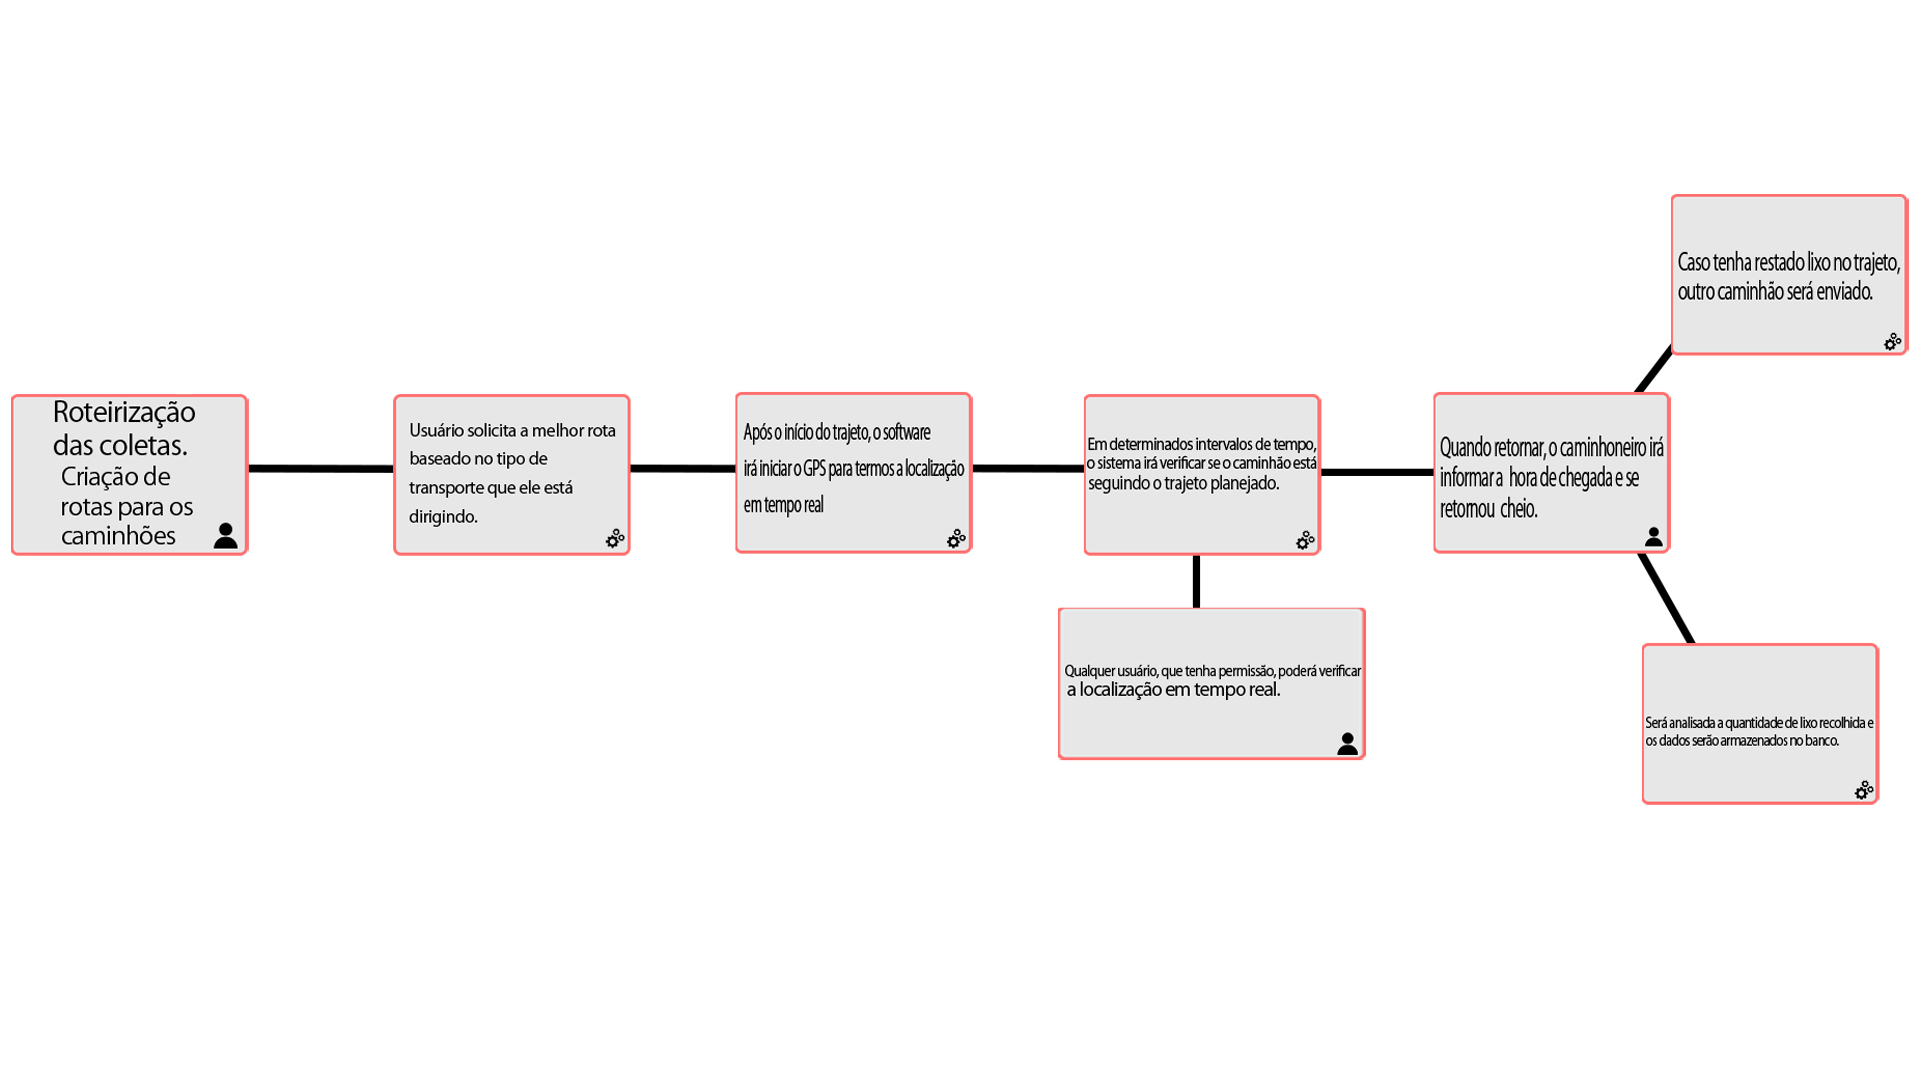 Roteirização
das coletas.
Criação de
rotas para os
caminhões
Usuário solicita a melhor rota
baseado no tipo de
transporte que ele está
dirigindo.
Após o início do trajeto, o software
irá iniciar o GPS para termos a localização
em tempo real
Em determinados intervalos de tempo,
o sistema irá verificar se o caminhão está
seguindo o trajeto planejado.
Qualquer usuário, que tenha permissão, poderá verificar
a localização em tempo real.
Quando retornar, o caminhoneiro irá
informar a hora de chegada e se
retornou cheio.
Caso tenha restado lixo no trajeto,
outro caminhão será enviado.
Será analisada a quantidade de lixo recolhida e
os dados serão armazenados no banco.